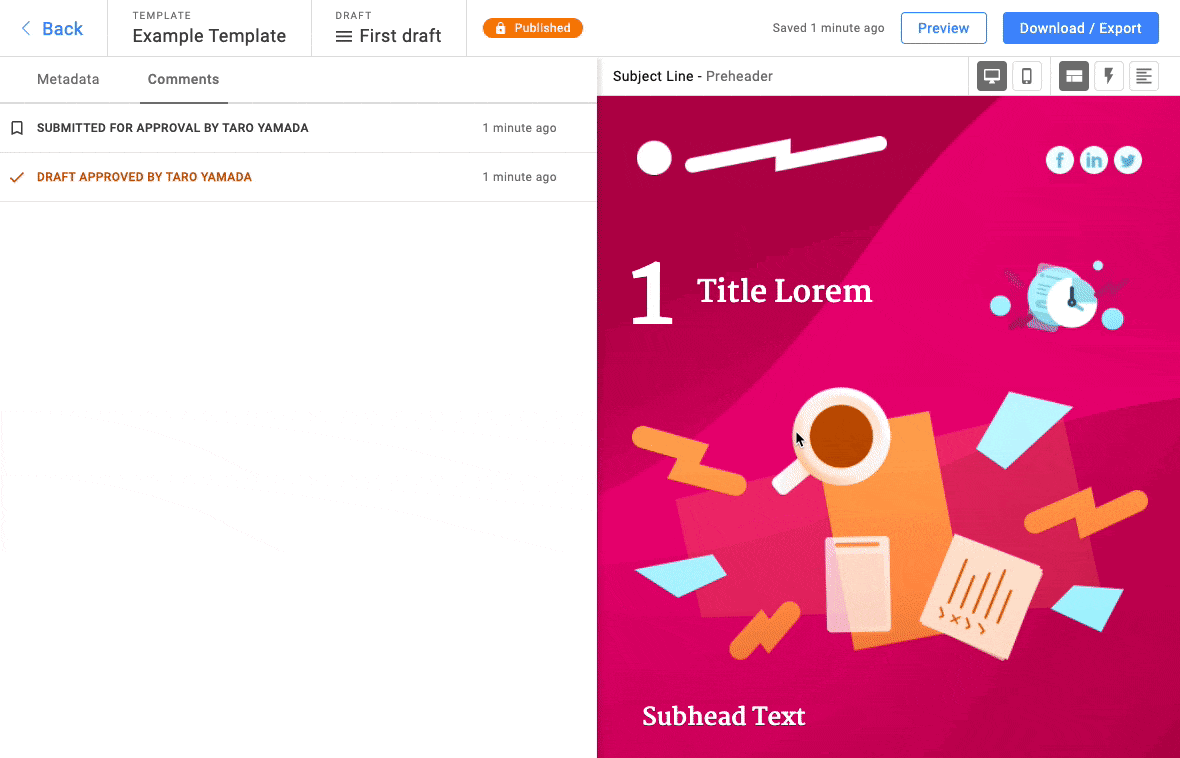 Back
TEMPLATE
Example Template
DRAFT
First draft
Published
Saved 1 minute ago
Preview
Download / Export
Metadata
Comments
SUBMITTED FOR APPROVAL BY TARO YAMADA
1 minute ago
DRAFT APPROVED BY TARO YAMADA
1 minute ago
Subject Line - Preheader
f
in
1
Title Lorem
Subhead Text